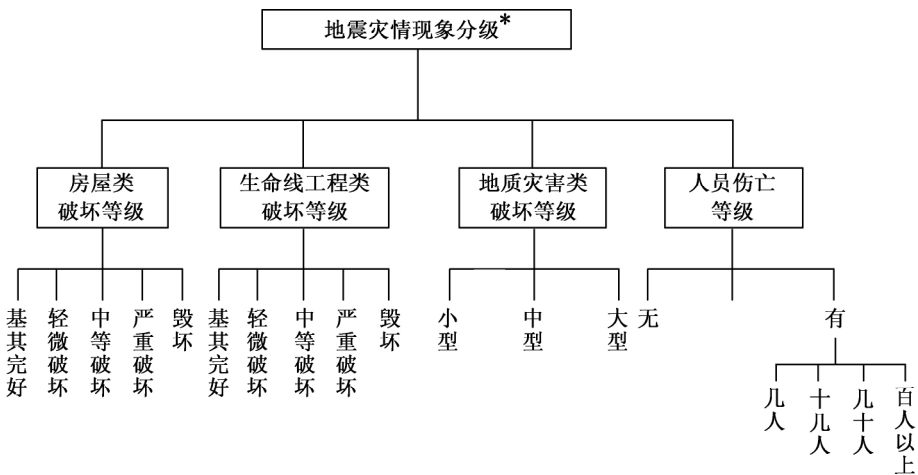 地震灾情现象分级*
房屋类
破坏等级
生命线工程类
破坏等级
地质灾害类
破坏等级
人员伤亡
等级
基其完好
轻微破坏
中等破坏
严重破坏
毁坏
基其完好
轻微破坏
中等破坏
严重破坏
毁坏
小型
中型
大型
无
有
几人
十几人
几十人
百人以上